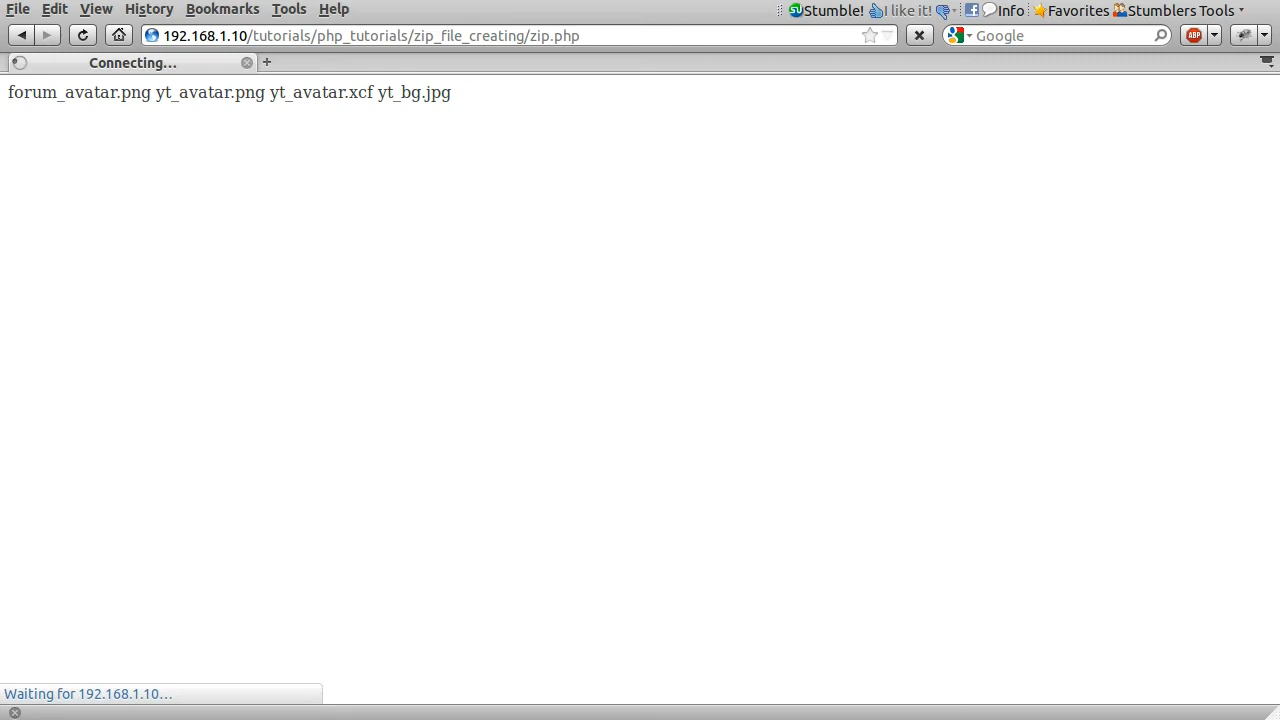 File Edit View History Bookmarks Tools Help
Stumble! I like it! Info Favorites Stumblers Tools
192.168.1.10/tutorials/php_tutorials/zip_file_creating/zip.php
Google
ABP
Connecting...
forum_avatar.png yt_avatar.png yt_avatar.xcf yt_bg.jpg
Waiting for 192.168.1.10...